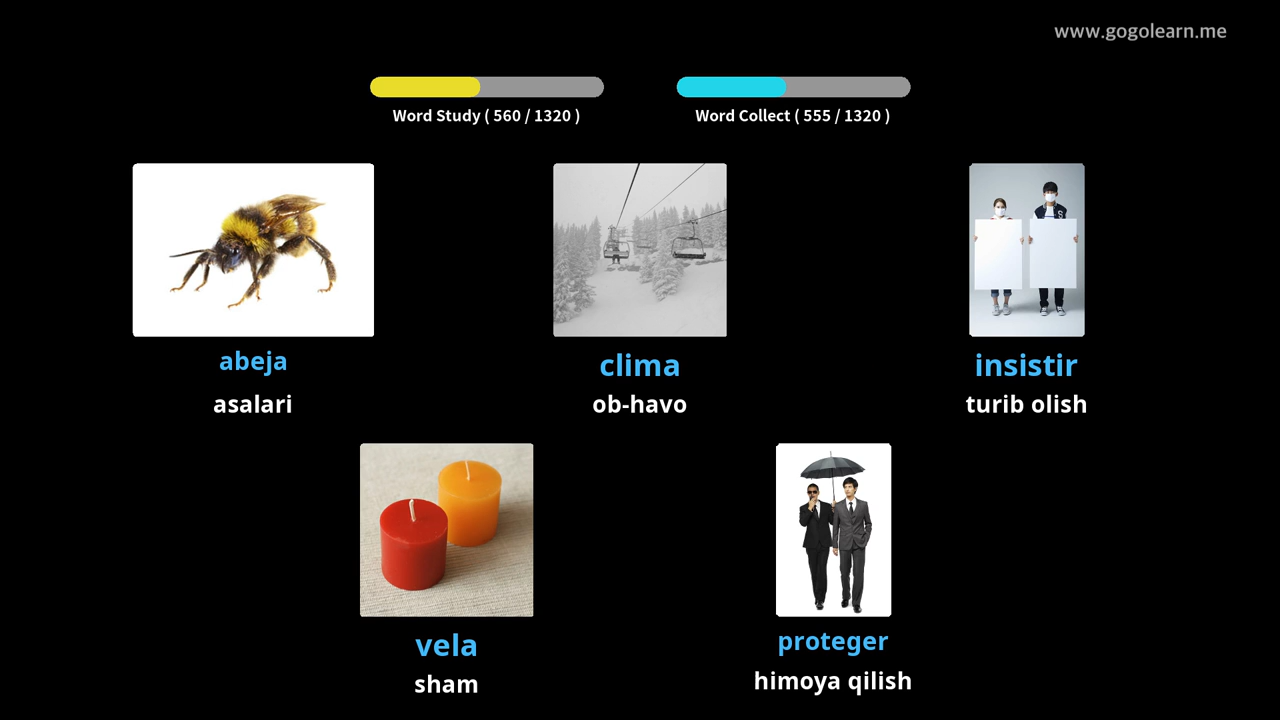 www.gogolearn.me
Word Study ( 560 / 1320 )
Word Collect ( 555 / 1320 )
abeja
asalari
clima
ob-havo
insistir
turib olish
vela
sham
proteger
himoya qilish